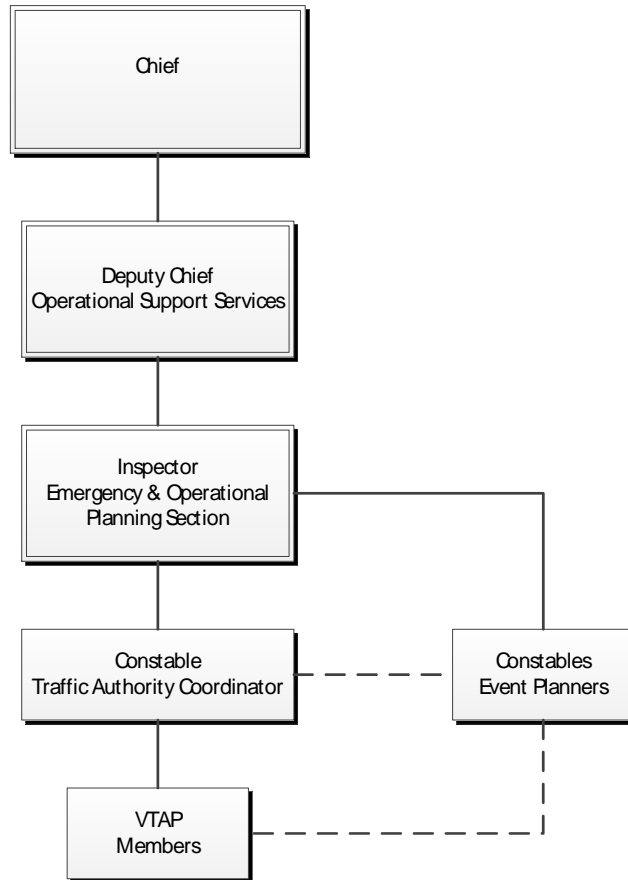 Chief
Deputy Chief
Operational Support Services
Inspector
Emergency & Operational
Planning Section
Constable
Traffic Authority Coordinator
Constables
Event Planners
VTAP
Members